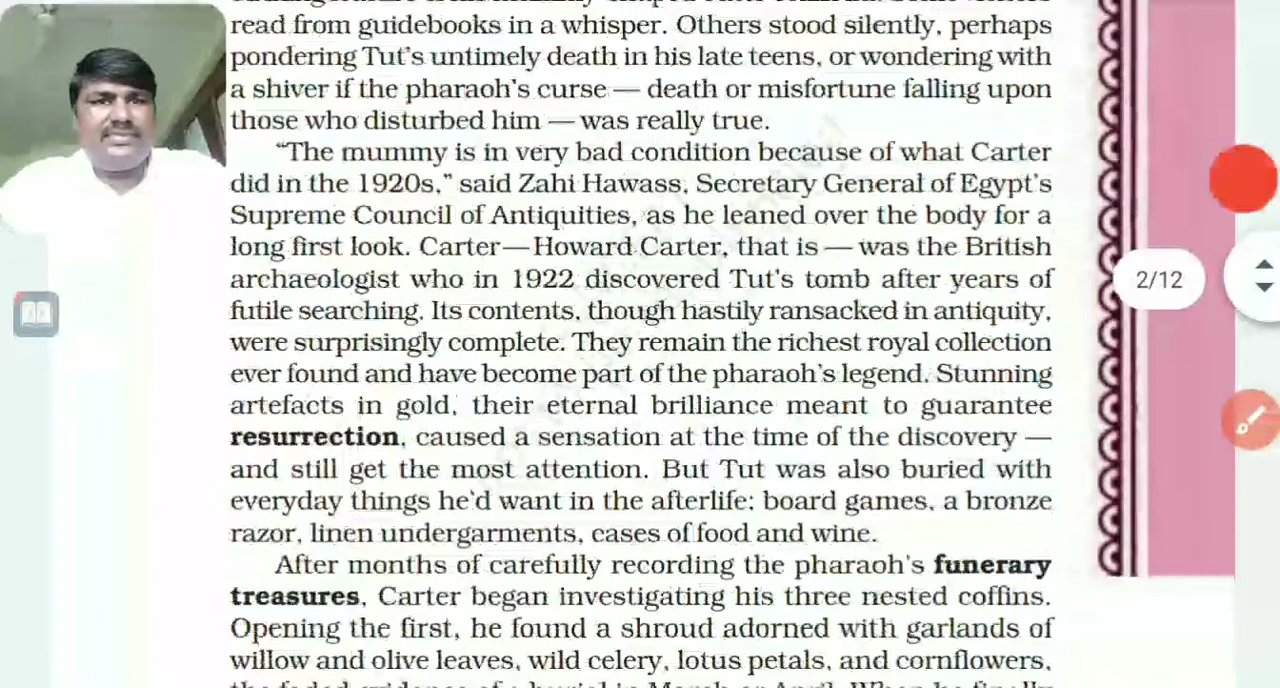 read from guidebooks in a whisper. Others stood silently, perhaps
pondering Tut's untimely death in his late teens, or wondering with
a shiver if the pharaoh's curse — death or misfortune falling upon
those who disturbed him — was really true.
“The mummy is in very bad condition because of what Carter
did in the 1920s,” said Zahi Hawass, Secretary General of Egypt's
Supreme Council of Antiquities, as he leaned over the body for a
long first look. Carter—Howard Carter, that is — was the British
archaeologist who in 1922 discovered Tut's tomb after years of
futile searching. Its contents, though hastily ransacked in antiquity,
were surprisingly complete. They remain the richest royal collection
ever found and have become part of the pharaoh's legend. Stunning
artefacts in gold, their eternal brilliance meant to guarantee
resurrection, caused a sensation at the time of the discovery —
and still get the most attention. But Tut was also buried with
everyday things he'd want in the afterlife: board games, a bronze
razor, linen undergarments, cases of food and wine.
After months of carefully recording the pharaoh's funerary
treasures, Carter began investigating his three nested coffins.
Opening the first, he found a shroud adorned with garlands of
willow and olive leaves, wild celery, lotus petals, and cornflowers,
2/12